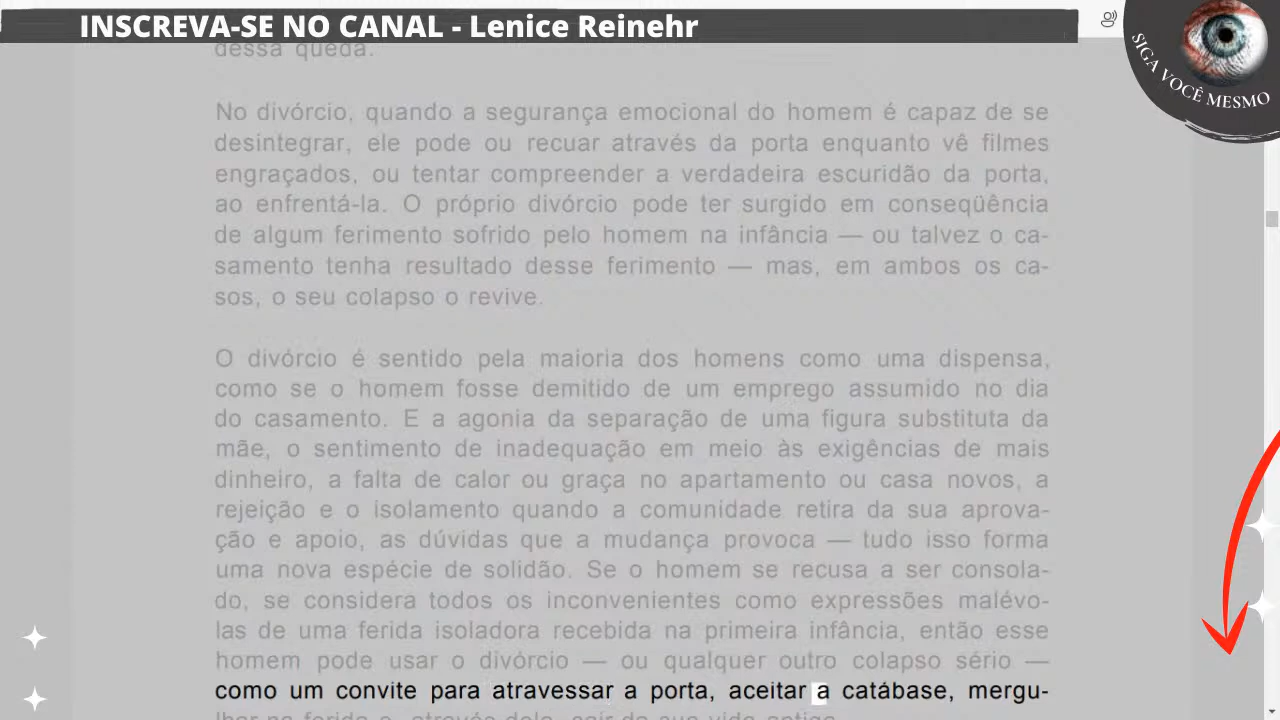 INSCREVA-SE NO CANAL - Lenice Reinehr
SIGA VOCÊ MESMO
dessa queda.
No divórcio, quando a segurança emocional do homem é capaz de se
desintegrar, ele pode ou recuar através da porta enquanto vê filmes
engraçados, ou tentar compreender a verdadeira escuridão da porta,
ao enfrentá-la. O próprio divórcio pode ter surgido em conseqüência
de algum ferimento sofrido pelo homem na infância — ou talvez o ca-
samento tenha resultado desse ferimento — mas, em ambos os ca-
sos, o seu colapso o revive.
O divórcio é sentido pela maioria dos homens como uma dispensa,
como se o homem fosse demitido de um emprego assumido no dia
do casamento. E a agonia da separação de uma figura substituta da
mãe, o sentimento de inadequação em meio às exigências de mais
dinheiro, a falta de calor ou graça no apartamento ou casa novos, a
rejeição e o isolamento quando a comunidade retira da sua aprova-
ção e apoio, as dúvidas que a mudança provoca — tudo isso forma
uma nova espécie de solidão. Se o homem se recusa a ser consola-
do, se considera todos os inconvenientes como expressões malévo-
las de uma ferida isoladora recebida na primeira infância, então esse
homem pode usar o divórcio — ou qualquer outro colapso sério —
como um convite para atravessar a porta, aceitar a catábase, mergu-
lhar na ferida e, através dela, sair da sua vida antiga.